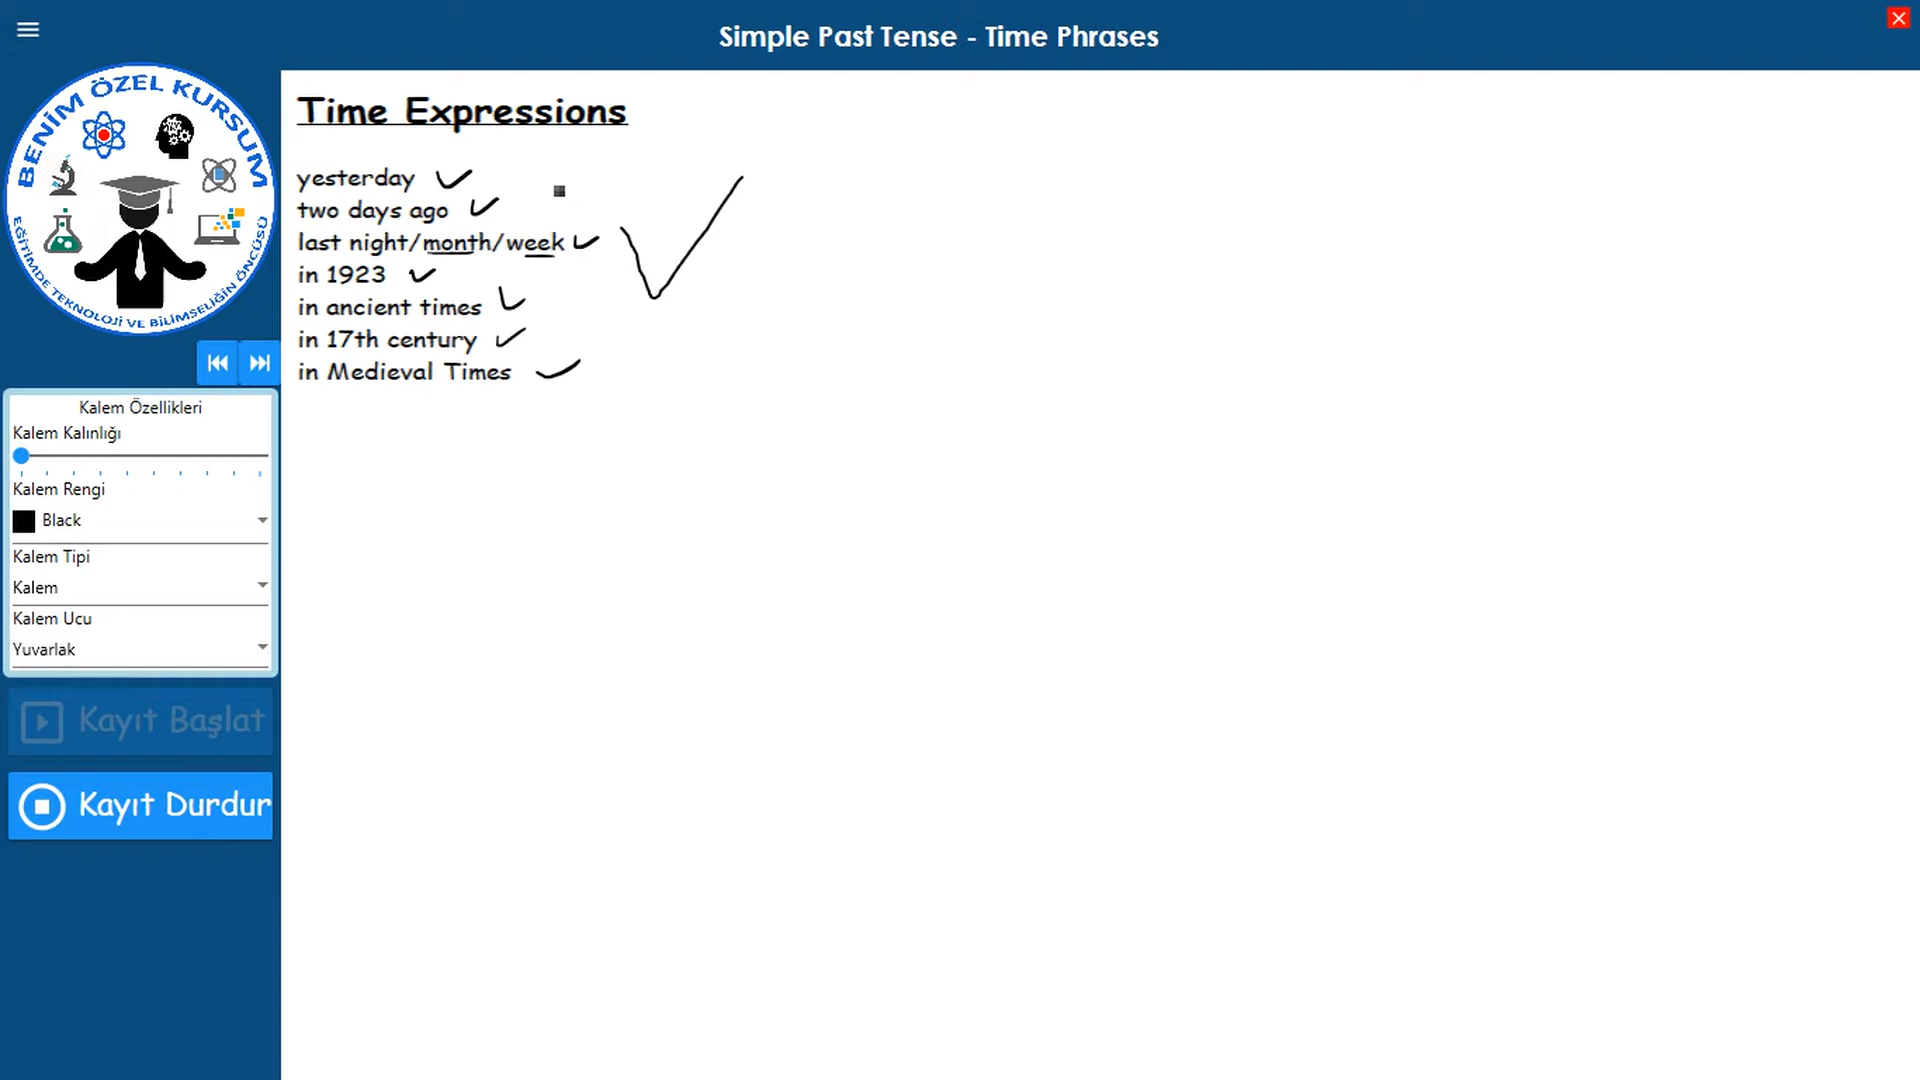 Simple Past Tense - Time Phrases
BENİM ÖZEL KURSUM
EĞİTİMDE TEKNOLOJİ VE BİLİMSELİĞİN ÖNCÜSÜ
Time Expressions
yesterday
two days ago
last night/month/week
in 1923
in ancient times
in 17th century
in Medieval Times
Kalem Özellikleri
Kalem Kalınlığı
Kalem Rengi
Black
Kalem Tipi
Kalem
Kalem Ucu
Yuvarlak
Kayıt Başlat
Kayıt Durdur